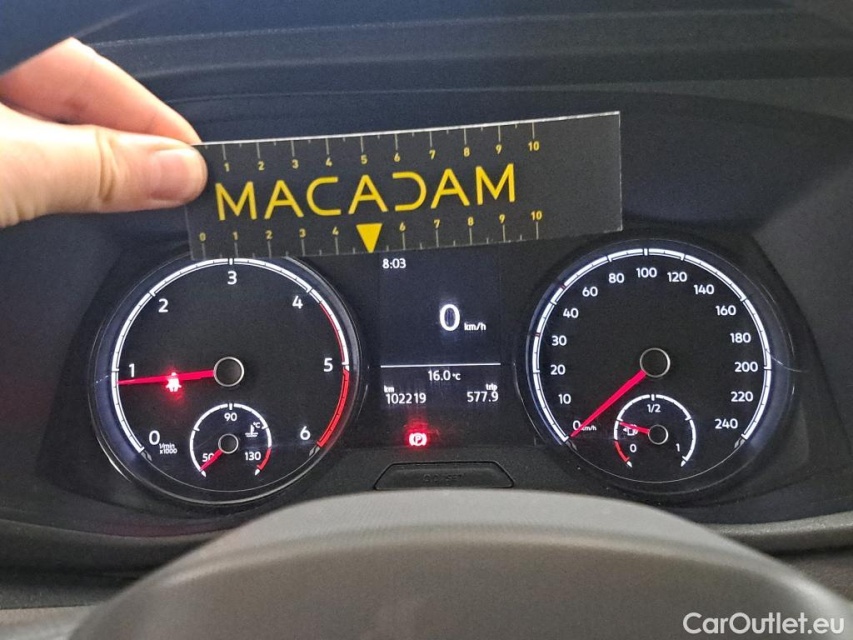 1 2 3 4 5 6 7 8 9 10
MACADAM
0 1 2 3 4 6 7 8 9 10
8:03
0 km/h
16.0 °C
km trip
102219 577.9
0 1 2 3 4 5 6
1/min
x1000
50 90 130
°C
0 10 20 30 40 60 80 100 120 140 160 180 200 220 240
km/h
0 1/2 1
CarOutlet.eu